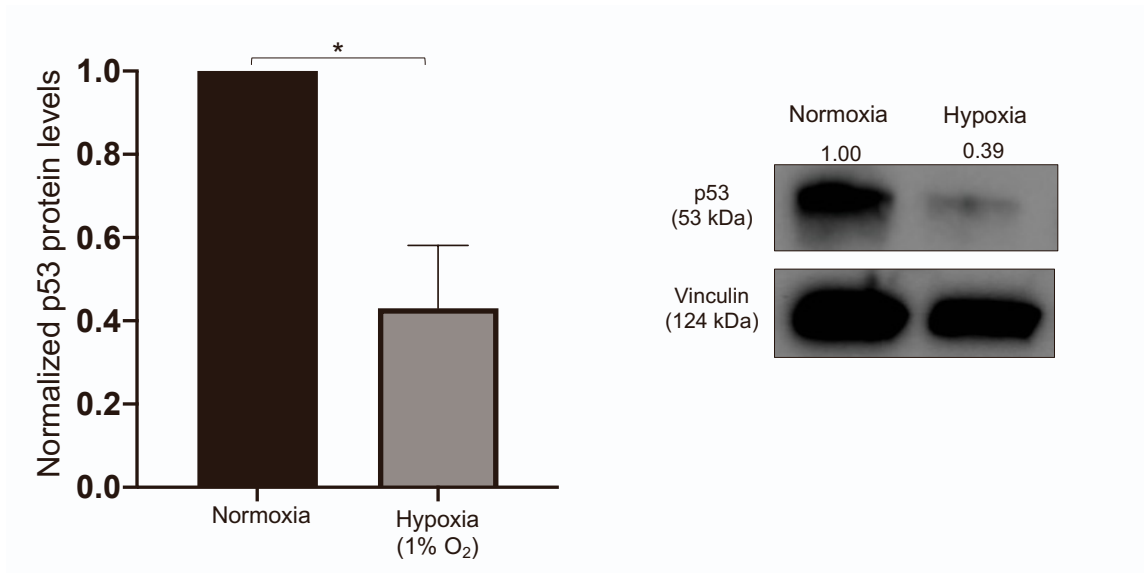 *
Normalized p53 protein levels
1.0
0.8
0.6
0.4
0.2
0.0
Normoxia
Hypoxia
(1% O₂)
Normoxia Hypoxia
1.00 0.39
p53
(53 kDa)
Vinculin
(124 kDa)